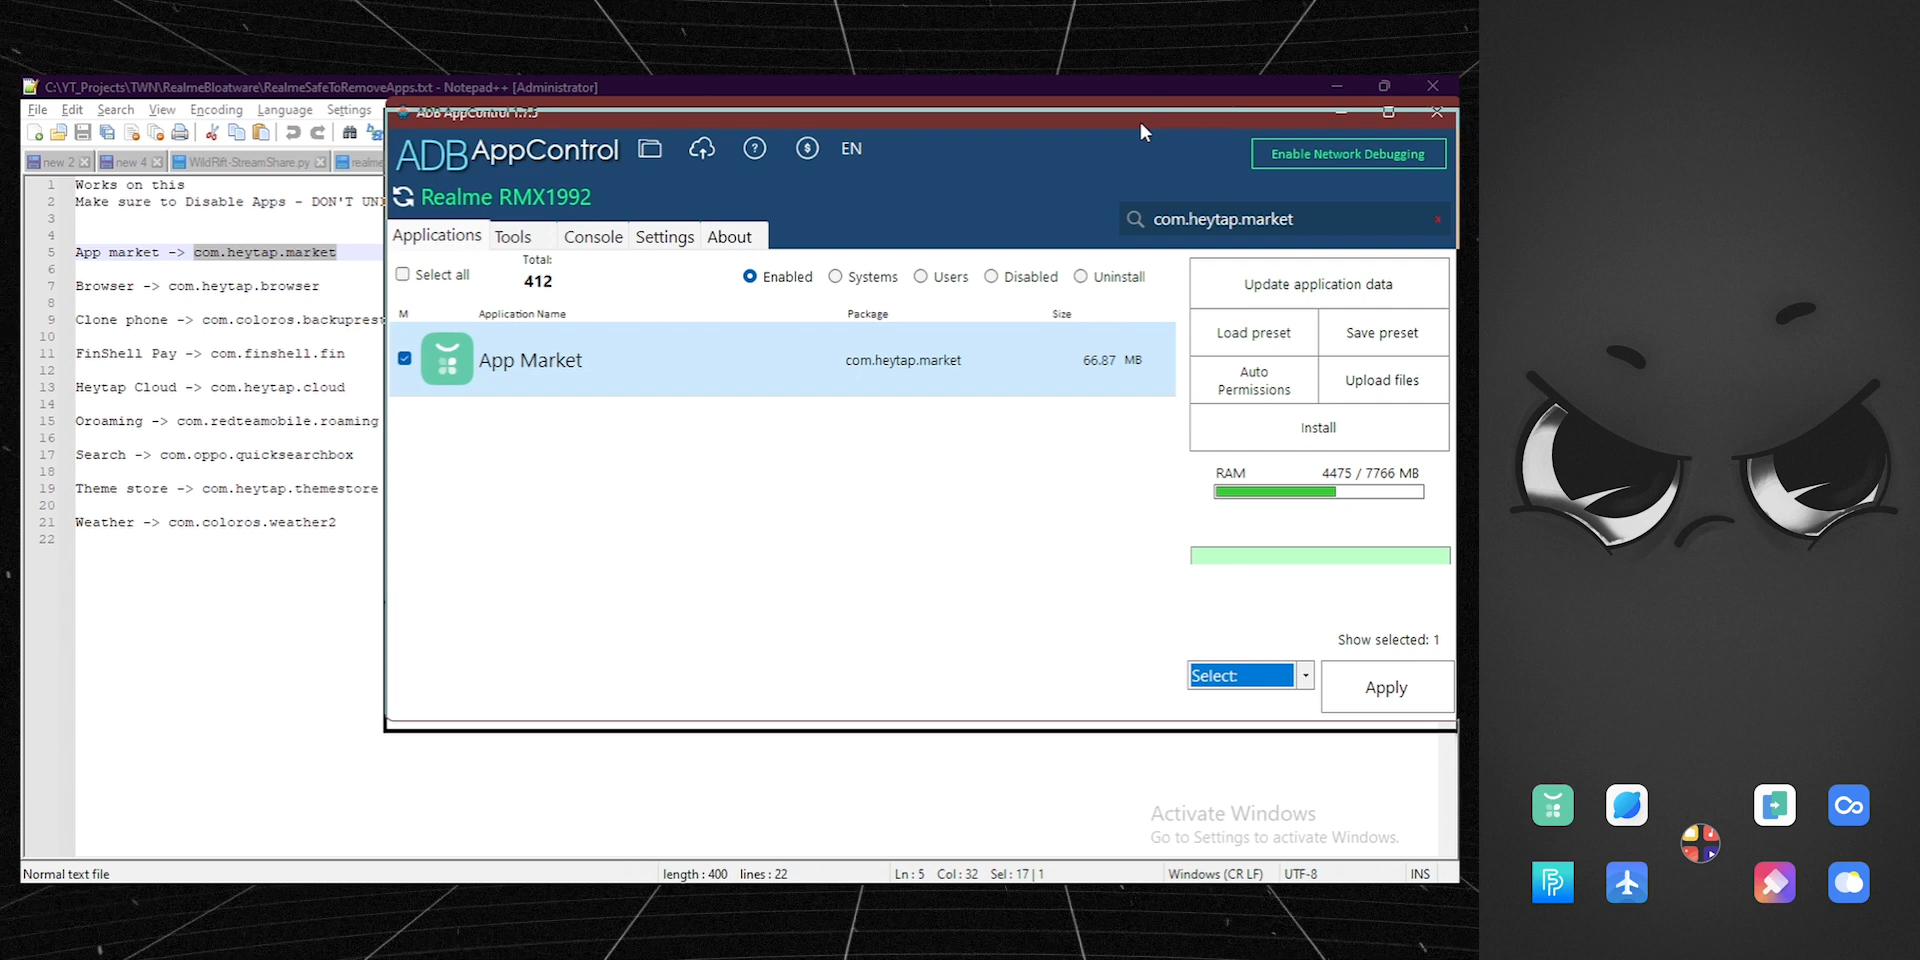 C:\YT_Projects\TWN\RealmeBloatware\RealmeSafeToRemoveApps.txt - Notepad++ [Administrator]
File Edit Search View Encoding Language Settings
new 2 new 4 WildRift-StreamShare.py realme
1 Works on this
2 Make sure to Disable Apps - DON'T UNI
3
4
5 App market -> com.heytap.market
6
7 Browser -> com.heytap.browser
8
9 Clone phone -> com.coloros.backuprest
10
11 FinShell Pay -> com.finshell.fin
12
13 Heytap Cloud -> com.heytap.cloud
14
15 Oroaming -> com.redteamobile.roaming
16
17 Search -> com.oppo.quicksearchbox
18
19 Theme store -> com.heytap.themestore
20
21 Weather -> com.coloros.weather2
22
ADB AppControl 1.7.5
ADB AppControl EN
Enable Network Debugging
Realme RMX1992
com.heytap.market x
Applications Tools Console Settings About
Select all
Total:
412
Enabled Systems Users Disabled Uninstall
M Application Name Package Size
App Market com.heytap.market 66.87 MB
Update application data
Load preset Save preset
Auto
Permissions
Upload files
Install
RAM 4475 / 7766 MB
Show selected: 1
Select:
Apply
Activate Windows
Go to Settings to activate Windows.
Normal text file length : 400 lines : 22 Ln : 5 Col : 32 Sel : 17 | 1 Windows (CR LF) UTF-8 INS